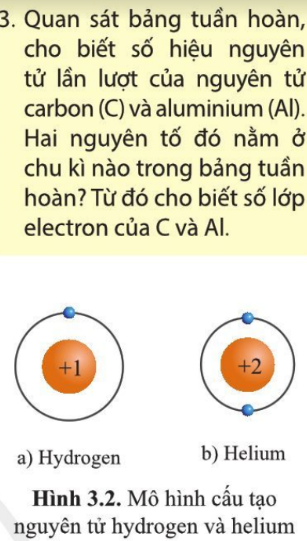 3. Quan sát bảng tuần hoàn,
cho biết số hiệu nguyên
tử lần lượt của nguyên tử
carbon (C) và aluminium (Al).
Hai nguyên tố đó nằm ở
chu kì nào trong bảng tuần
hoàn? Từ đó cho biết số lớp
electron của C và Al.
+1
+2
a) Hydrogen
b) Helium
Hình 3.2. Mô hình cấu tạo
nguyên tử hydrogen và helium